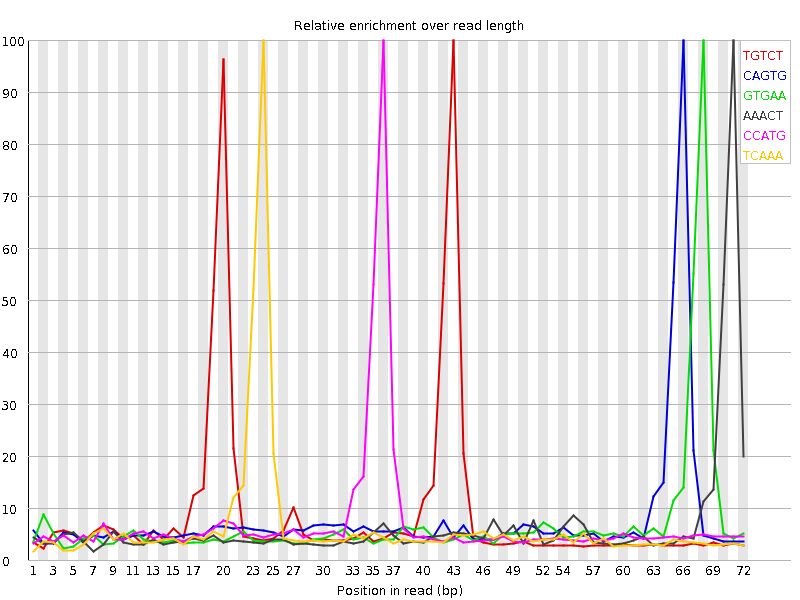 Relative enrichment over read length
100
90
80
70
60
50
40
30
20
10
0
TGTCT
CAGTG
GTGAA
AAACT
CCATG
TCAAA
1 3 5 7 9 11 13 15 17 20 23 25 27 30 33 35 37 40 43 46 49 52 54 57 60 63 66 69 72
Position in read (bp)